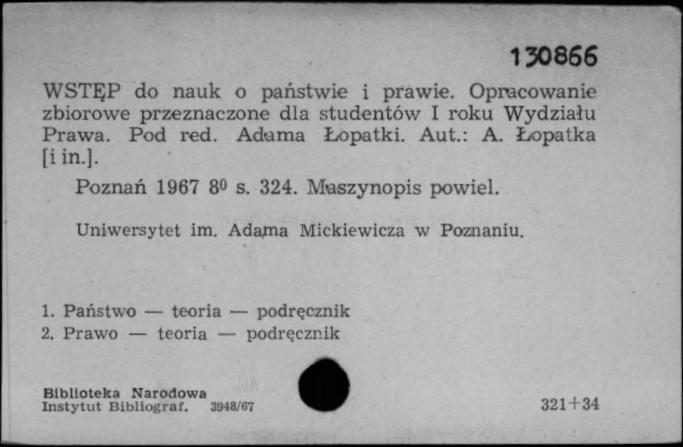 130866
WSTĘP do nauk o państwie i prawie. Opracowanie
zbiorowe przeznaczone dla studentów I roku Wydziału
Prawa. Pod red. Adama Łopatki. Aut.: A. Łopatka
[i in.].
Poznań 1967 8⁰ s. 324. Maszynopis powiel.
Uniwersytet im. Adama Mickiewicza w Poznaniu.
1. Państwo — teoria — podręcznik
2. Prawo — teoria — podręcznik
Biblioteka Narodowa
Instytut Bibliograf. 3948/67
321+34